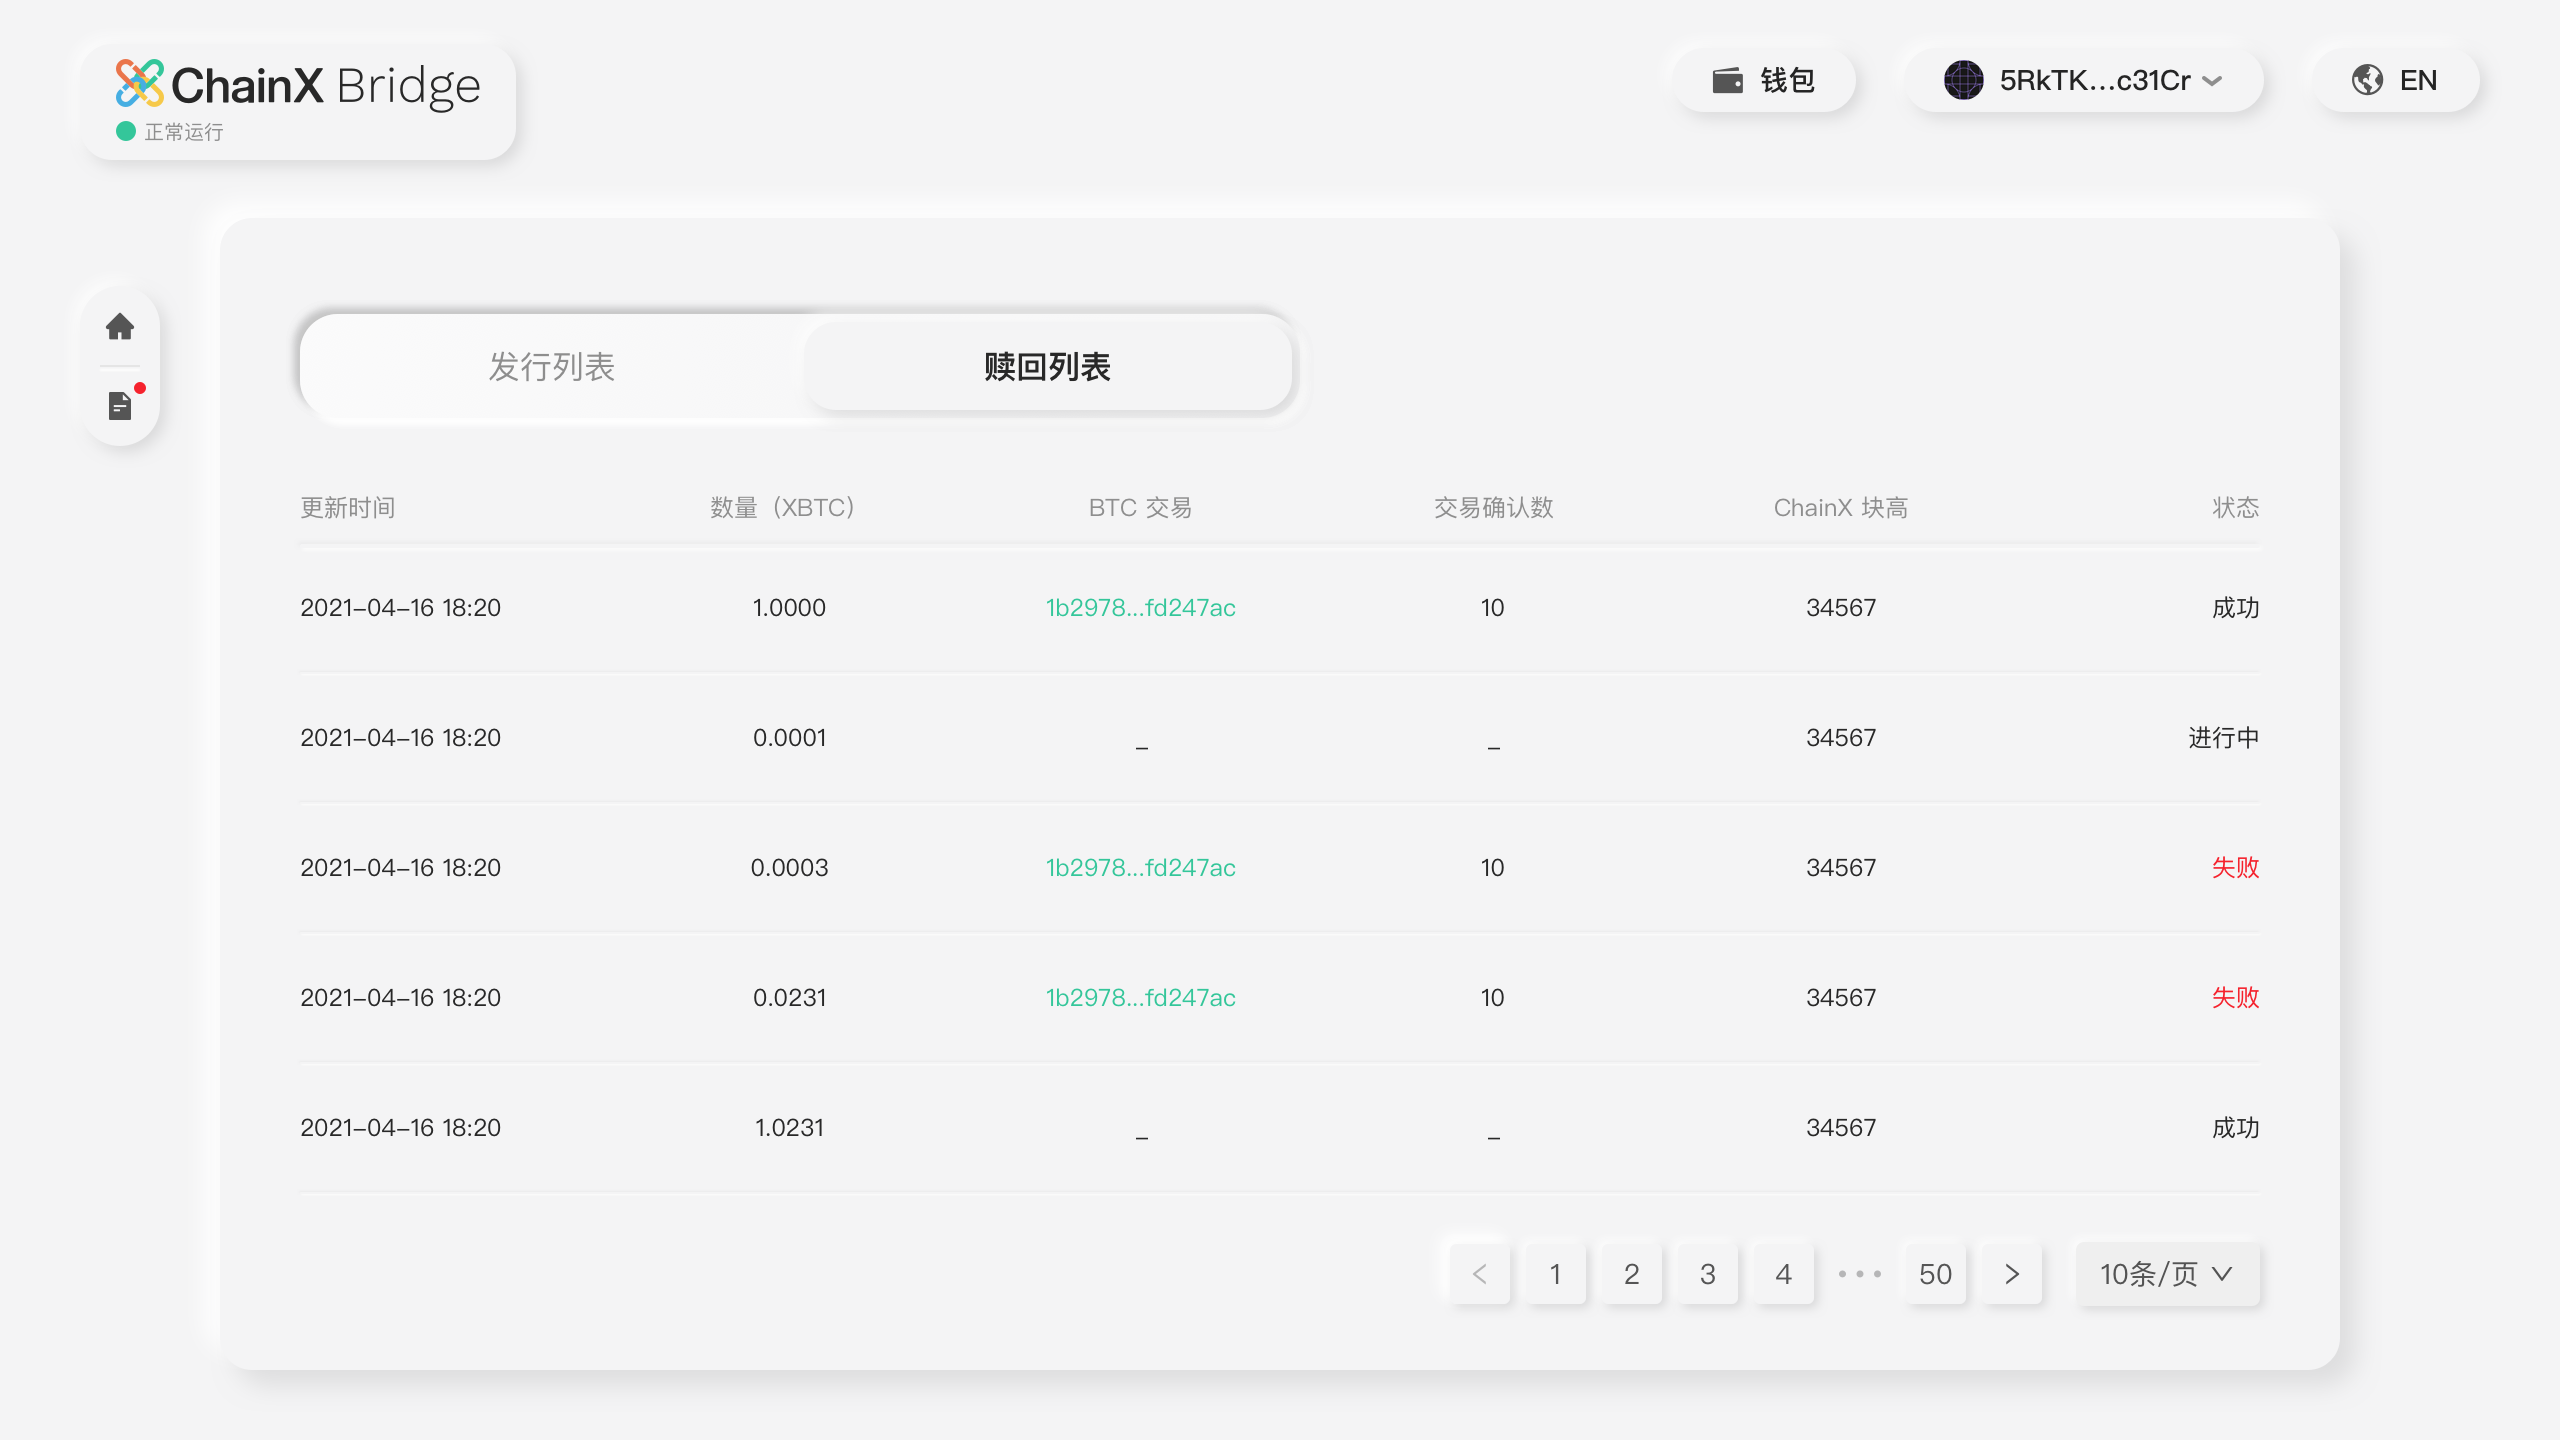 ChainX Bridge
正常运行
钱包
5RkTK...c31Cr
EN
发行列表 赎回列表
更新时间 数量（XBTC） BTC 交易 交易确认数 ChainX 块高 状态
2021-04-16 18:20 1.0000 1b2978...fd247ac 10 34567 成功
2021-04-16 18:20 0.0001 – – 34567 进行中
2021-04-16 18:20 0.0003 1b2978...fd247ac 10 34567 失败
2021-04-16 18:20 0.0231 1b2978...fd247ac 10 34567 失败
2021-04-16 18:20 1.0231 – – 34567 成功
< 1 2 3 4 ••• 50 > 10条/页